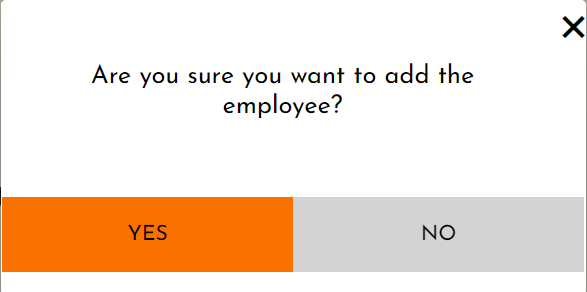 Are you sure you want to add the
employee?
YES
NO